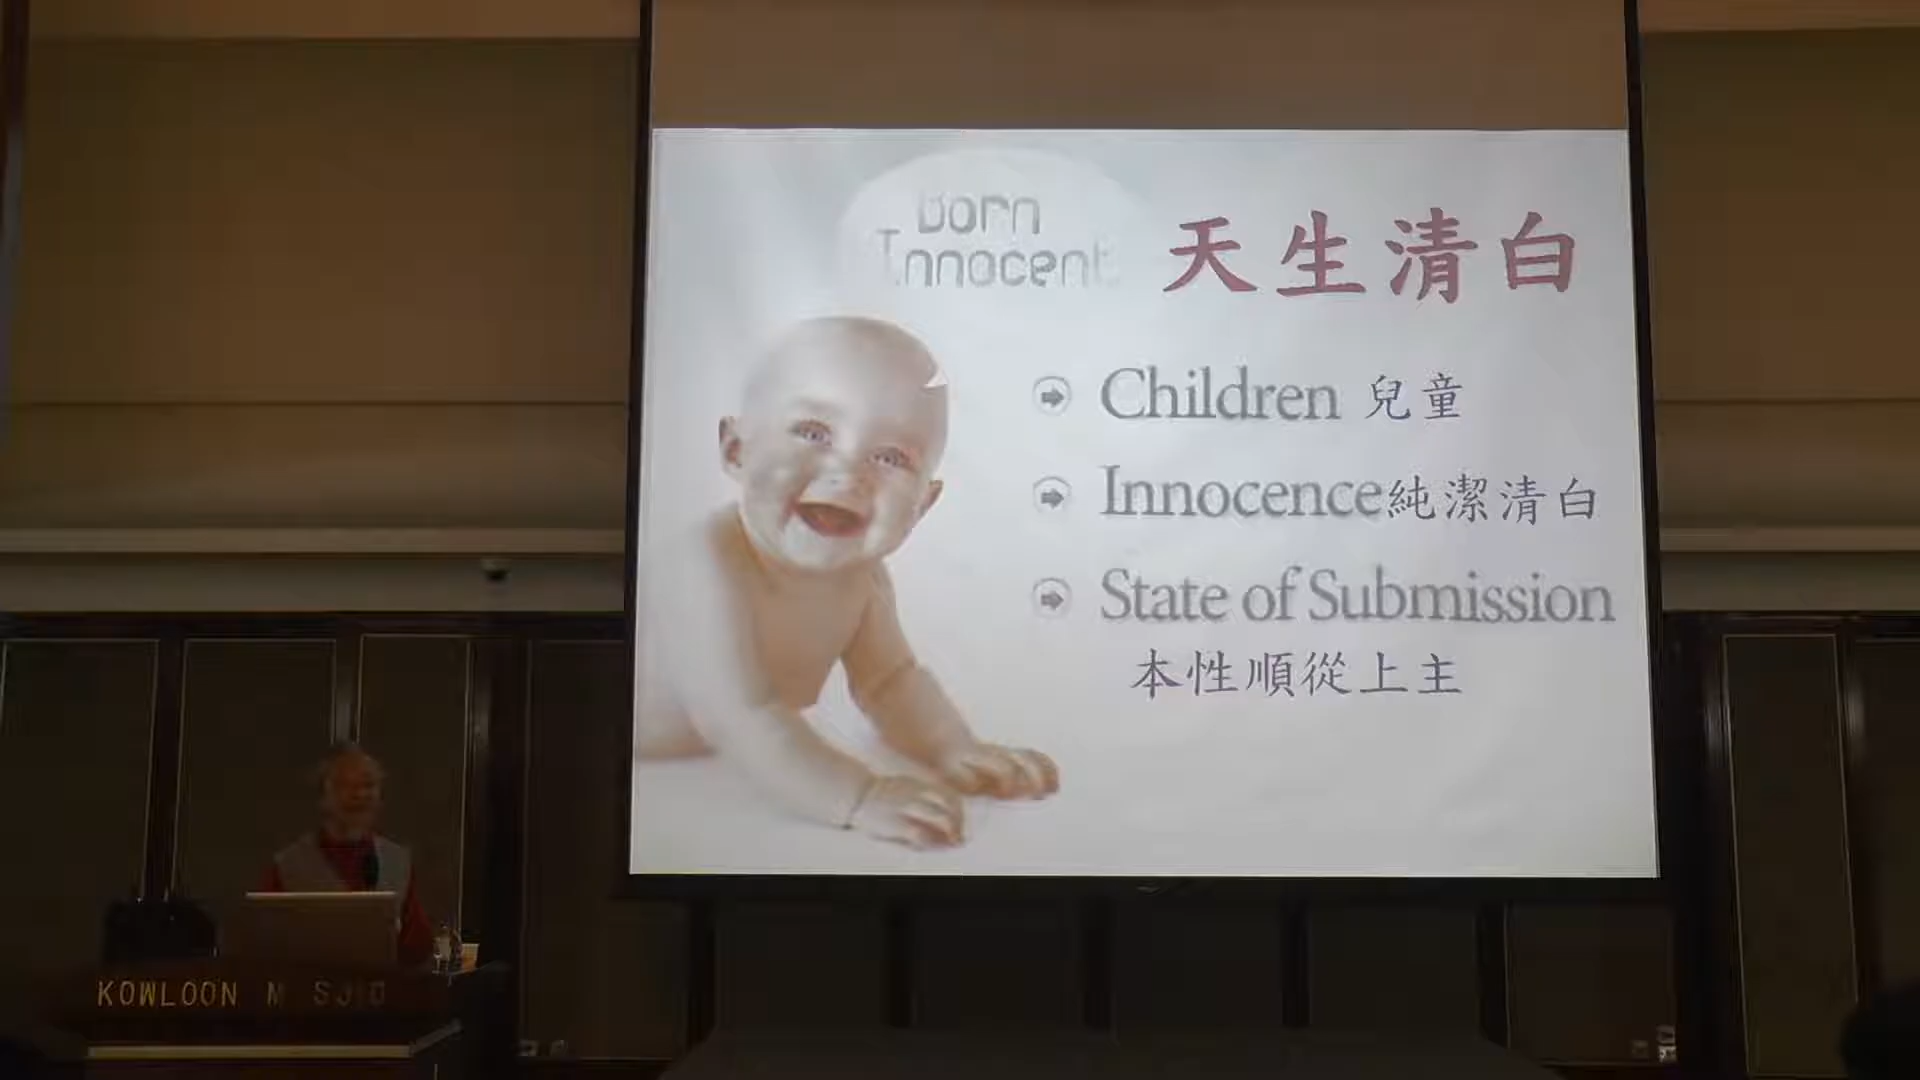 Born
Innocent
天生清白
Children 兒童
Innocence純潔清白
State of Submission
本性順從上主
KOWLOON M SJID